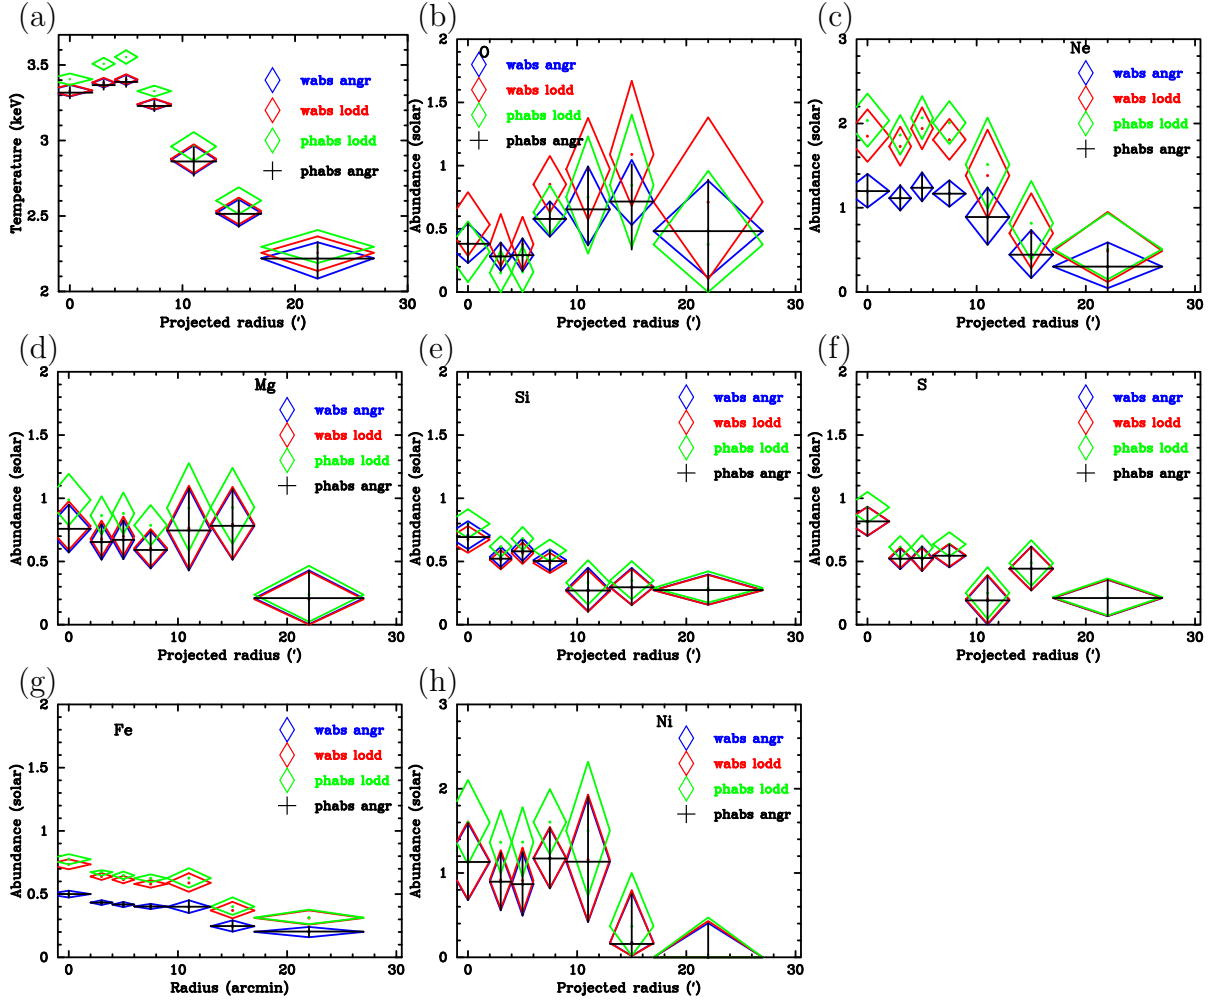 (a)
3.5
3
2.5
2
Temperature (keV)
0 10 20 30
Projected radius (′)
wabs angr
wabs lodd
phabs lodd
phabs angr
(b)
O
2
1.5
1
0.5
0
Abundance (solar)
0 10 20 30
Projected radius (′)
wabs angr
wabs lodd
phabs lodd
phabs angr
(c)
Ne
3
2
1
0
Abundance (solar)
0 10 20 30
Projected radius (′)
wabs angr
wabs lodd
phabs lodd
phabs angr
(d)
Mg
2
1.5
1
0.5
0
Abundance (solar)
0 10 20 30
Projected radius (′)
wabs angr
wabs lodd
phabs lodd
phabs angr
(e)
Si
2
1.5
1
0.5
0
Abundance (solar)
0 10 20 30
Projected radius (′)
wabs angr
wabs lodd
phabs lodd
phabs angr
(f)
S
2
1.5
1
0.5
0
Abundance (solar)
0 10 20 30
Projected radius (′)
wabs angr
wabs lodd
phabs lodd
phabs angr
(g)
Fe
2
1.5
1
0.5
0
Abundance (solar)
0 10 20 30
Radius (arcmin)
wabs angr
wabs lodd
phabs lodd
phabs angr
(h)
Ni
3
2
1
0
Abundance (solar)
0 10 20 30
Projected radius (′)
wabs angr
wabs lodd
phabs lodd
phabs angr